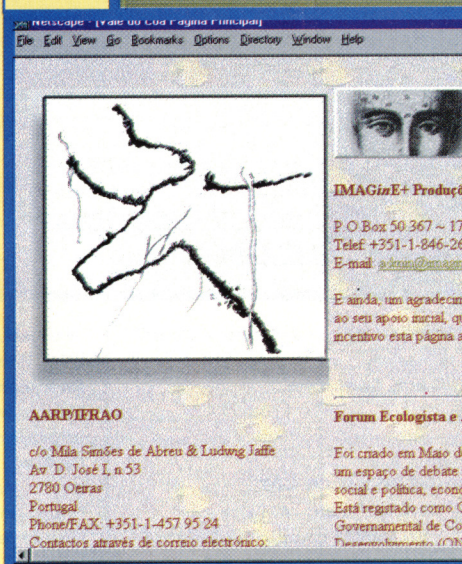 Netscape - [Vale do Côa Página Principal]
File Edit View Go Bookmarks Options Directory Window Help
IMAGinE+ Produçõ
P.O.Box 50.367 ~ 17
Telef: +351-1-846-26
E-mail:
E ainda, um agradecim
ao seu apoio inicial, qu
incentivo esta página a
AARP/IFRAO
c/o Mila Simões de Abreu & Ludwig Jaffe
Av. D. José I, n.53
2780 Oeiras
Portugal
Phone/FAX: +351-1-457 95 24
Contactos através de correio electrónico:
Forum Ecologista e
Foi criado em Maio d
um espaço de debate
social e política, econó
Está registado como O
Governamental de Co
Desenvolvimento (ON